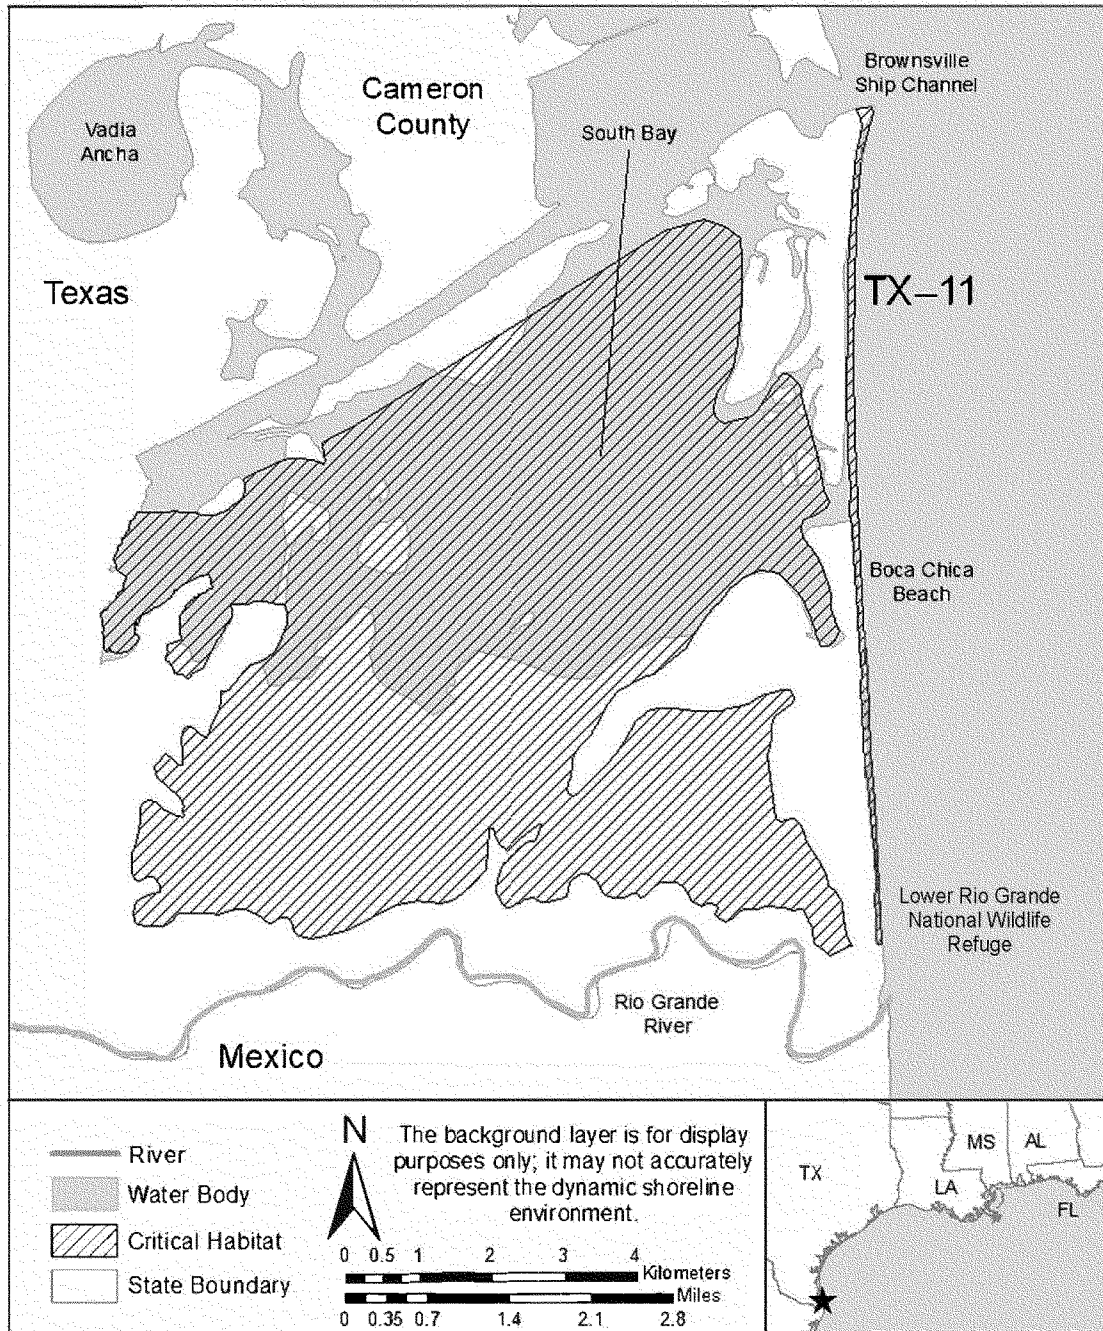 Brownsville
Ship Channel
Cameron
County
Vadia
Ancha
South Bay
Texas
TX–11
Boca Chica
Beach
Lower Rio Grande
National Wildlife
Refuge
Rio Grande
River
Mexico
River
Water Body
Critical Habitat
State Boundary
N
The background layer is for display
purposes only; it may not accurately
represent the dynamic shoreline
environment.
0 0.5 1 2 3 4
Kilometers
Miles
0 0.35 0.7 1.4 2.1 2.8
TX
LA
MS
AL
FL